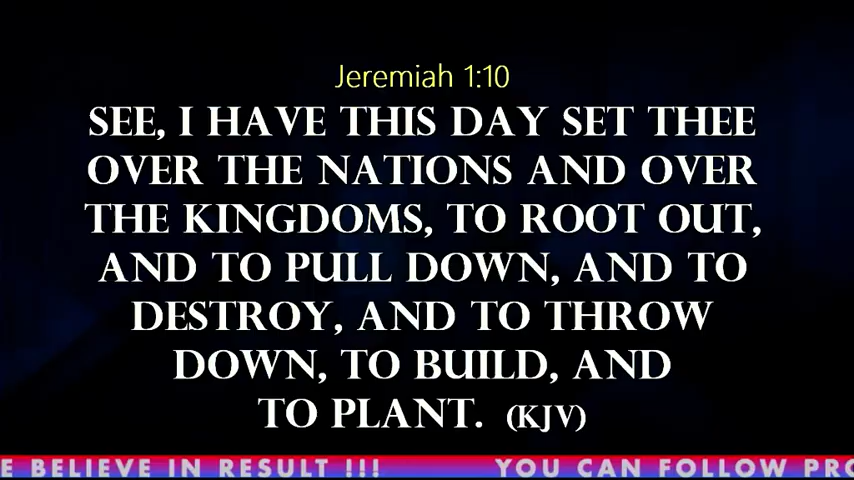 Jeremiah 1:10
SEE, I HAVE THIS DAY SET THEE
OVER THE NATIONS AND OVER
THE KINGDOMS, TO ROOT OUT,
AND TO PULL DOWN, AND TO
DESTROY, AND TO THROW
DOWN, TO BUILD, AND
TO PLANT. (KJV)
E BELIEVE IN RESULT !!! YOU CAN FOLLOW PRO